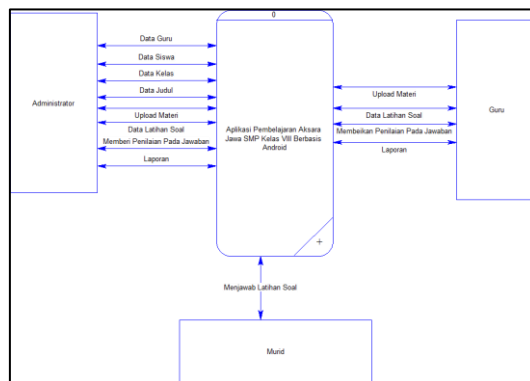 0
Data Guru
Data Siswa
Data Kelas
Data Judul
Administrator
Upload Materi
Data Latihan Soal
Memberi Penilaian Pada Jawaban
Laporan
Aplikasi Pembelajaran Aksara
Jawa SMP Kelas VIII Berbasis
Android
Upload Materi
Data Latihan Soal
Membeikan Penilaian Pada Jawaban
Laporan
Guru
+
Menjawab Latihan Soal
Murid